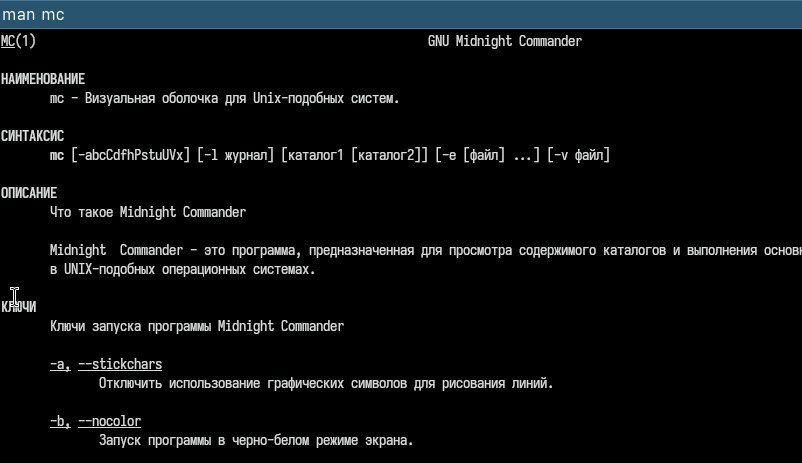 man mc
MC(1) GNU Midnight Commander
НАИМЕНОВАНИЕ
mc - Визуальная оболочка для Unix-подобных систем.
СИНТАКСИС
mc [-abcCdfhPstuUVx] [-l журнал] [каталог1 [каталог2]] [-e [файл] ...] [-v файл]
ОПИСАНИЕ
Что такое Midnight Commander
Midnight Commander - это программа, предназначенная для просмотра содержимого каталогов и выполнения основн
в UNIX-подобных операционных системах.
КЛЮЧИ
Ключи запуска программы Midnight Commander
-a, --stickchars
Отключить использование графических символов для рисования линий.
-b, --nocolor
Запуск программы в черно-белом режиме экрана.